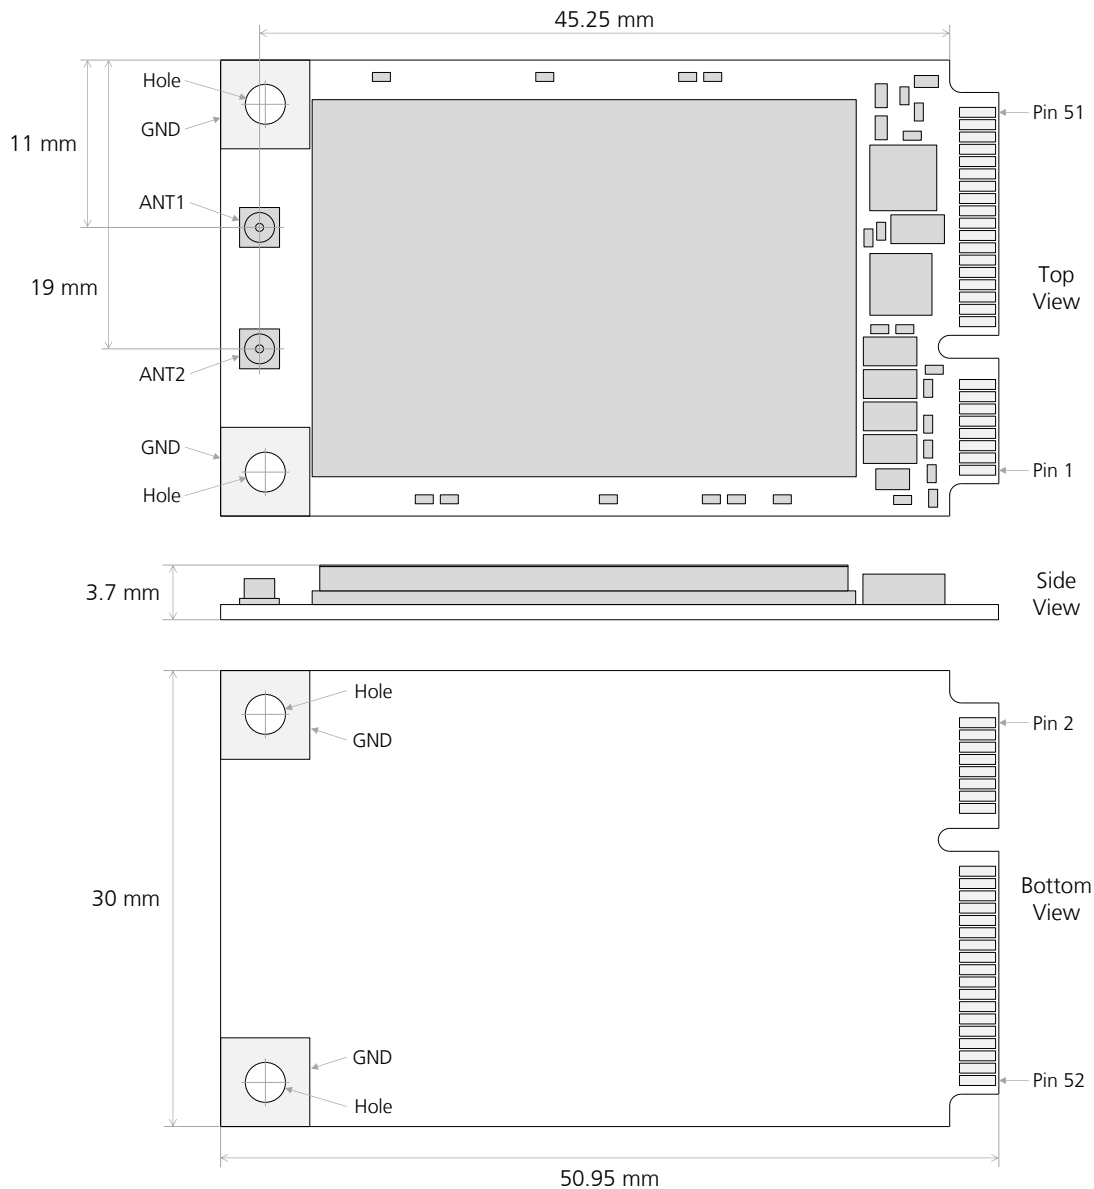 45.25 mm
Hole
GND
11 mm
ANT1
19 mm
ANT2
GND
Hole
Pin 51
Top
View
Pin 1
3.7 mm
Side
View
Hole
GND
Pin 2
30 mm
Bottom
View
GND
Hole
Pin 52
50.95 mm